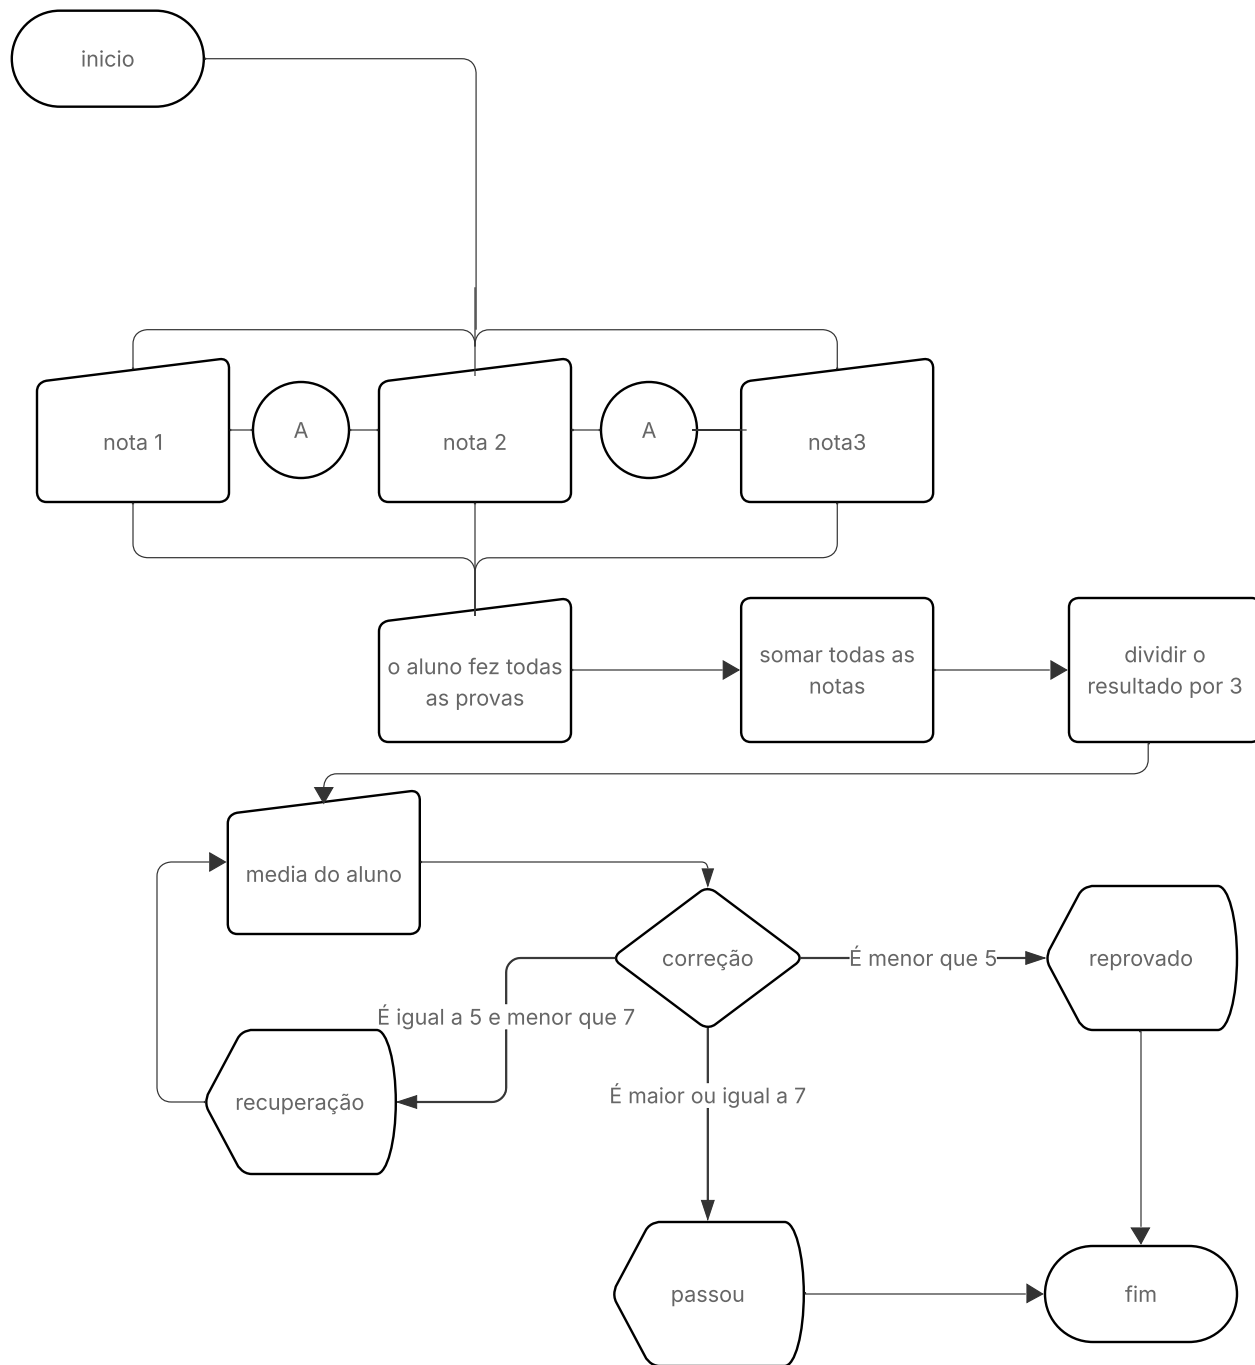 inicio
nota 1
A
nota 2
A
nota3
o aluno fez todas
as provas
somar todas as
notas
dividir o
resultado por 3
media do aluno
correção
É menor que 5
reprovado
É igual a 5 e menor que 7
recuperação
É maior ou igual a 7
passou
fim